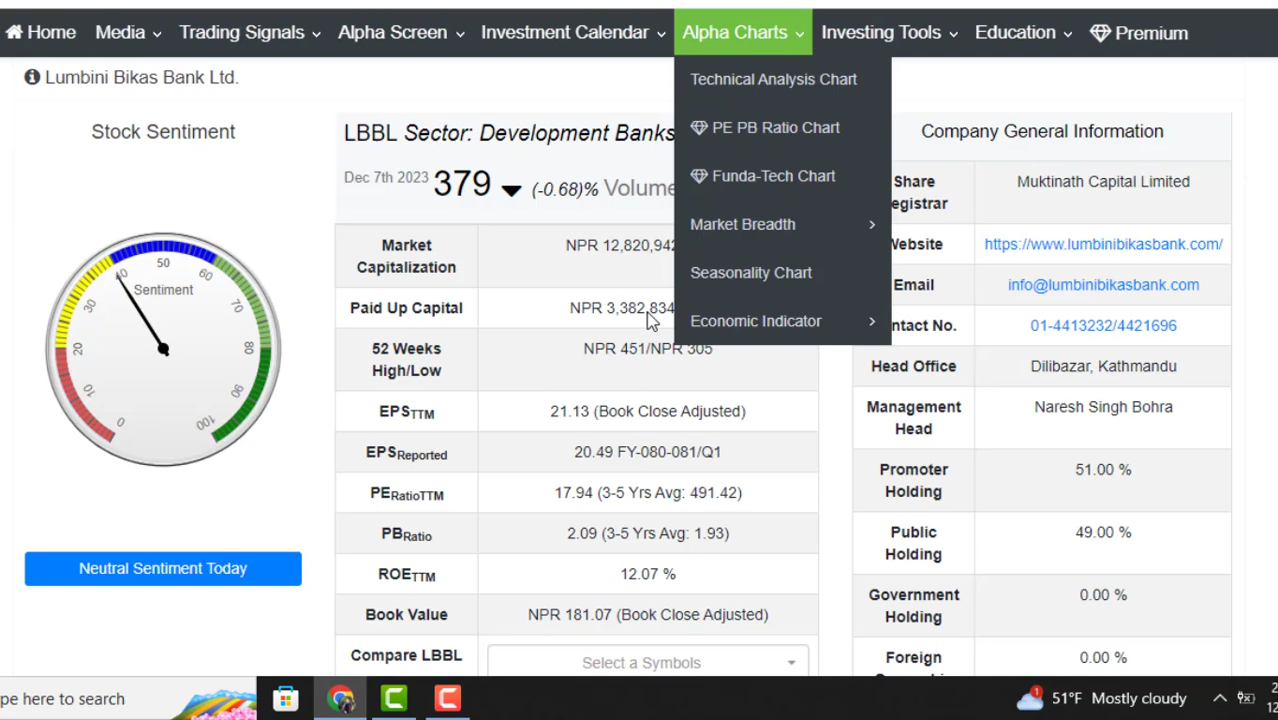 Home Media Trading Signals Alpha Screen Investment Calendar Alpha Charts Investing Tools Education Premium
Lumbini Bikas Bank Ltd.
Technical Analysis Chart
PE PB Ratio Chart
Funda-Tech Chart
Market Breadth
Seasonality Chart
Economic Indicator
Stock Sentiment
0 10 20 30 40 50 60 70 80 90 100
Sentiment
Neutral Sentiment Today
LBBL Sector: Development Banks
Dec 7th 2023 379 (-0.68)% Volume
Market
Capitalization
NPR 12,820,942
Paid Up Capital NPR 3,382,834
52 Weeks
High/Low
NPR 451/NPR 305
EPSTTM 21.13 (Book Close Adjusted)
EPSReported 20.49 FY-080-081/Q1
PERatioTTM 17.94 (3-5 Yrs Avg: 491.42)
PBRatio 2.09 (3-5 Yrs Avg: 1.93)
ROETTM 12.07 %
Book Value NPR 181.07 (Book Close Adjusted)
Compare LBBL Select a Symbols
Company General Information
Share
egistrar
Muktinath Capital Limited
Website https://www.lumbinibikasbank.com/
Email info@lumbinibikasbank.com
ntact No. 01-4413232/4421696
Head Office Dilibazar, Kathmandu
Management
Head
Naresh Singh Bohra
Promoter
Holding
51.00 %
Public
Holding
49.00 %
Government
Holding
0.00 %
Foreign 0.00 %
pe here to search
1 51°F Mostly cloudy